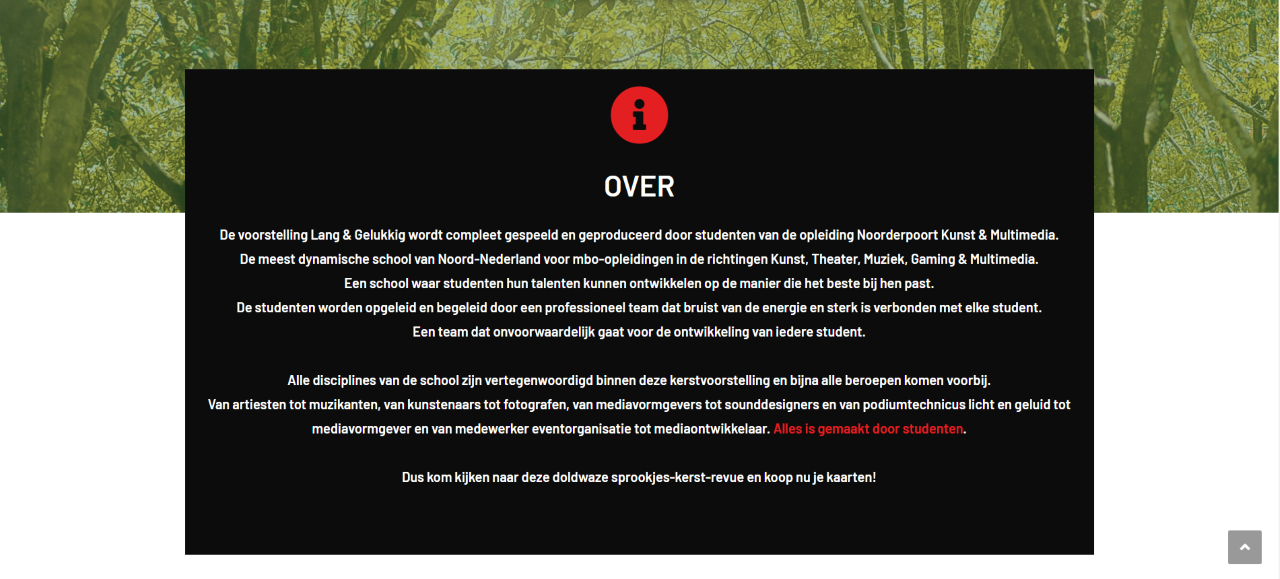 OVER
De voorstelling Lang & Gelukkig wordt compleet gespeeld en geproduceerd door studenten van de opleiding Noorderpoort Kunst & Multimedia.
De meest dynamische school van Noord-Nederland voor mbo-opleidingen in de richtingen Kunst, Theater, Muziek, Gaming & Multimedia.
Een school waar studenten hun talenten kunnen ontwikkelen op de manier die het beste bij hen past.
De studenten worden opgeleid en begeleid door een professioneel team dat bruist van de energie en sterk is verbonden met elke student.
Een team dat onvoorwaardelijk gaat voor de ontwikkeling van iedere student.
Alle disciplines van de school zijn vertegenwoordigd binnen deze kerstvoorstelling en bijna alle beroepen komen voorbij.
Van artiesten tot muzikanten, van kunstenaars tot fotografen, van mediavormgevers tot sounddesigners en van podiumtechnicus licht en geluid tot
mediavormgever en van medewerker eventorganisatie tot mediaontwikkelaar. Alles is gemaakt door studenten.
Dus kom kijken naar deze doldwaze sprookjes-kerst-revue en koop nu je kaarten!